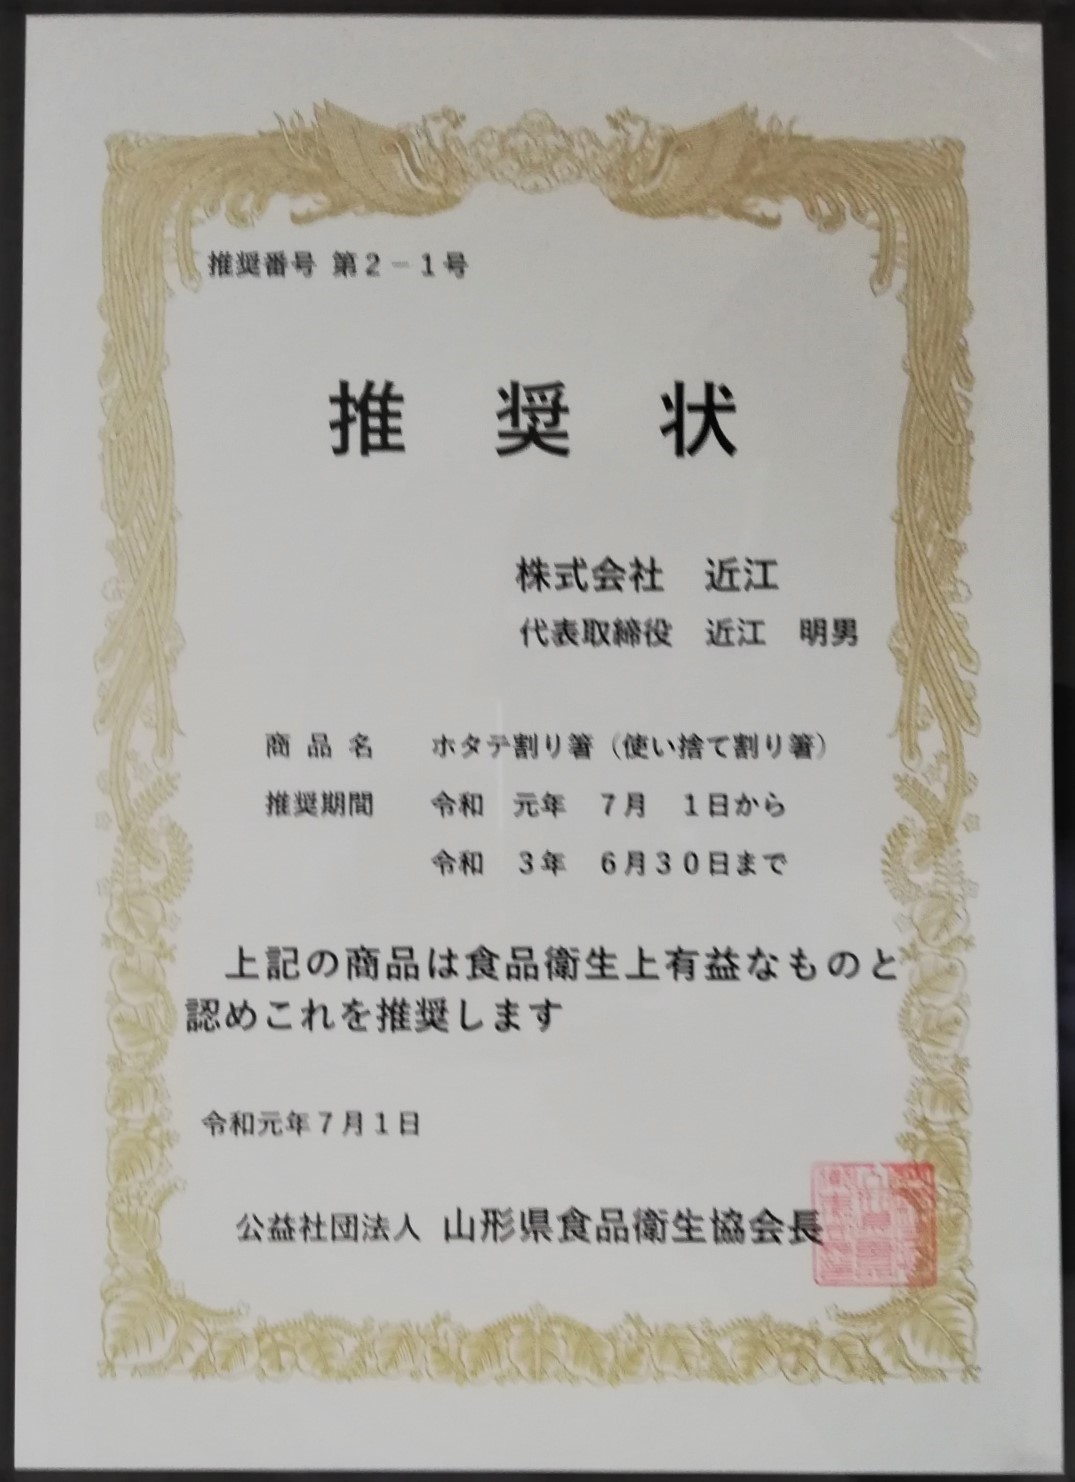 推奨番号 第２－１号
推 奨 状
株式会社　近江
代表取締役　近江　明男
商 品 名　ホタテ割り箸（使い捨て割り箸）
推奨期間　令和　元年　７月　１日から
令和　３年　６月３０日まで
上記の商品は食品衛生上有益なものと
認めこれを推奨します
令和元年７月１日
公益社団法人 山形県食品衛生協会長